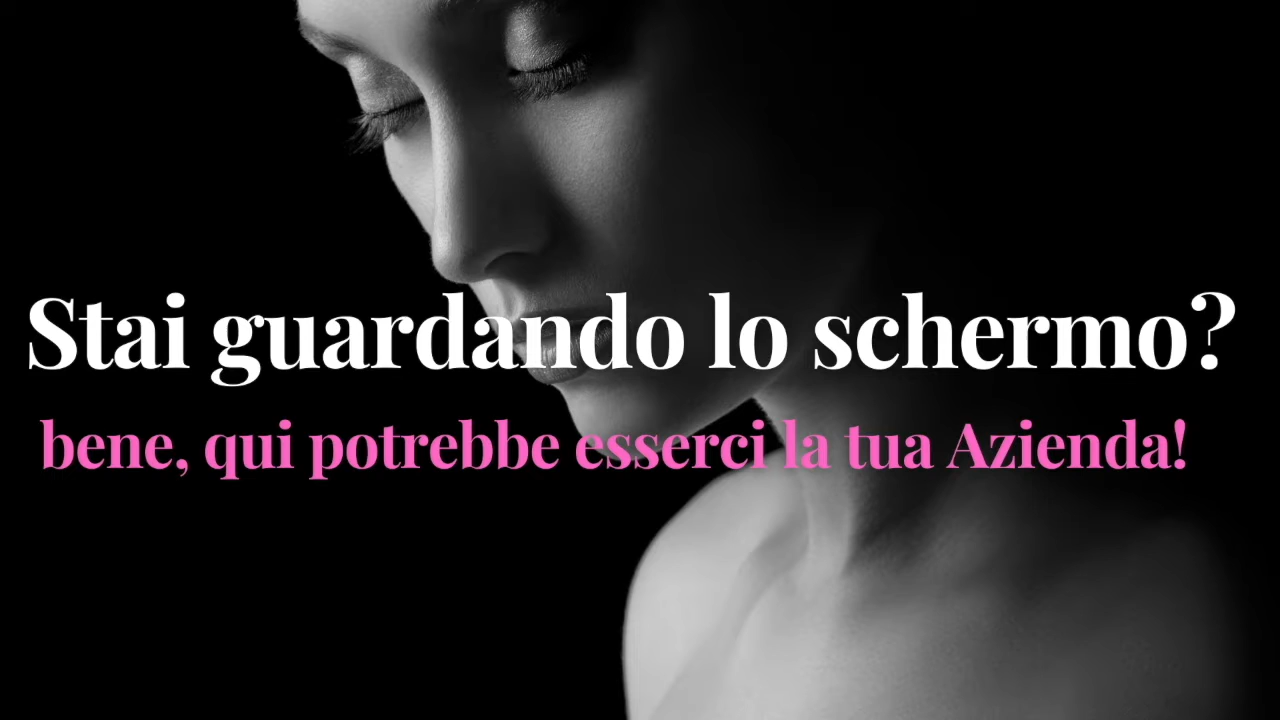 Stai guardando lo schermo?
bene, qui potrebbe esserci la tua Azienda!